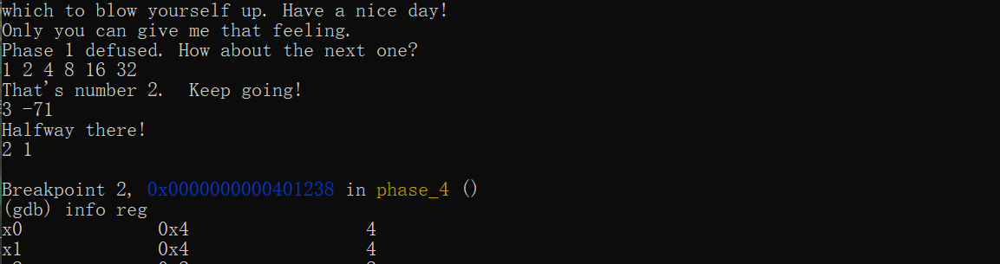 which to blow yourself up. Have a nice day!
Only you can give me that feeling.
Phase 1 defused. How about the next one?
1 2 4 8 16 32
That's number 2.  Keep going!
3 -71
Halfway there!
2 1
Breakpoint 2, 0x0000000000401238 in phase_4 ()
(gdb) info reg
x0 0x4 4
x1 0x4 4